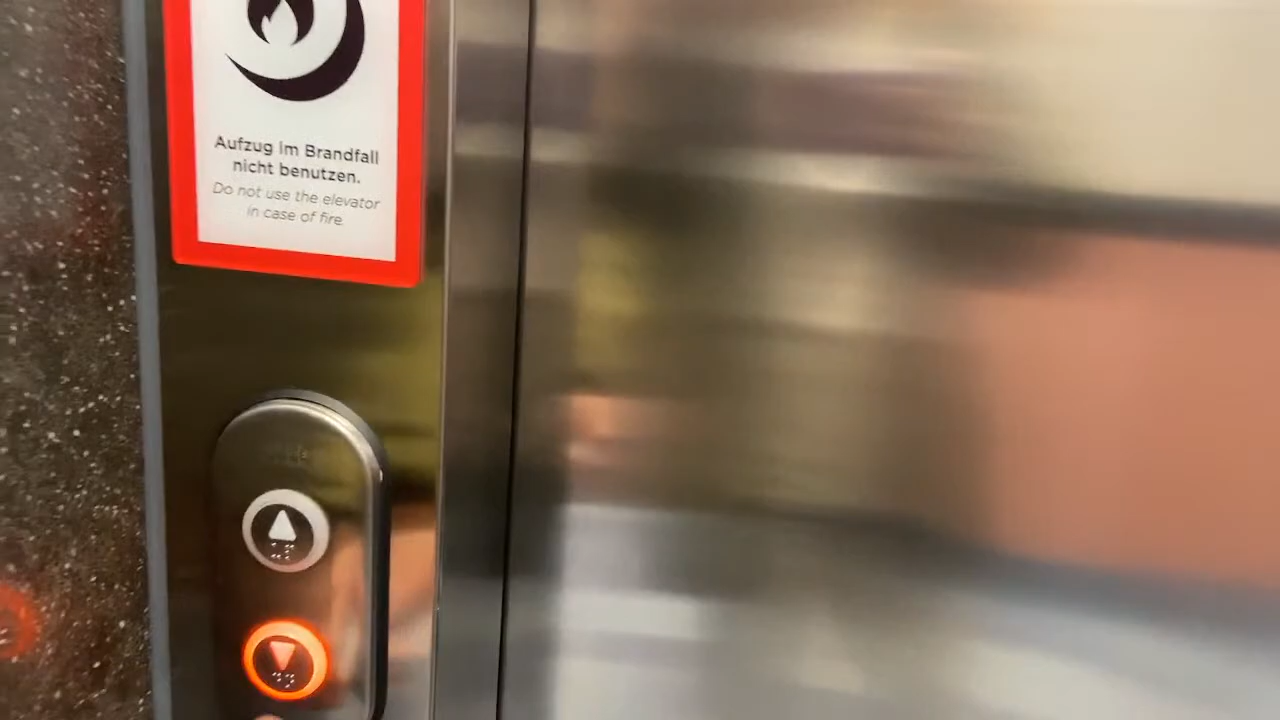 Aufzug im Brandfall
nicht benutzen.
Do not use the elevator
in case of fire